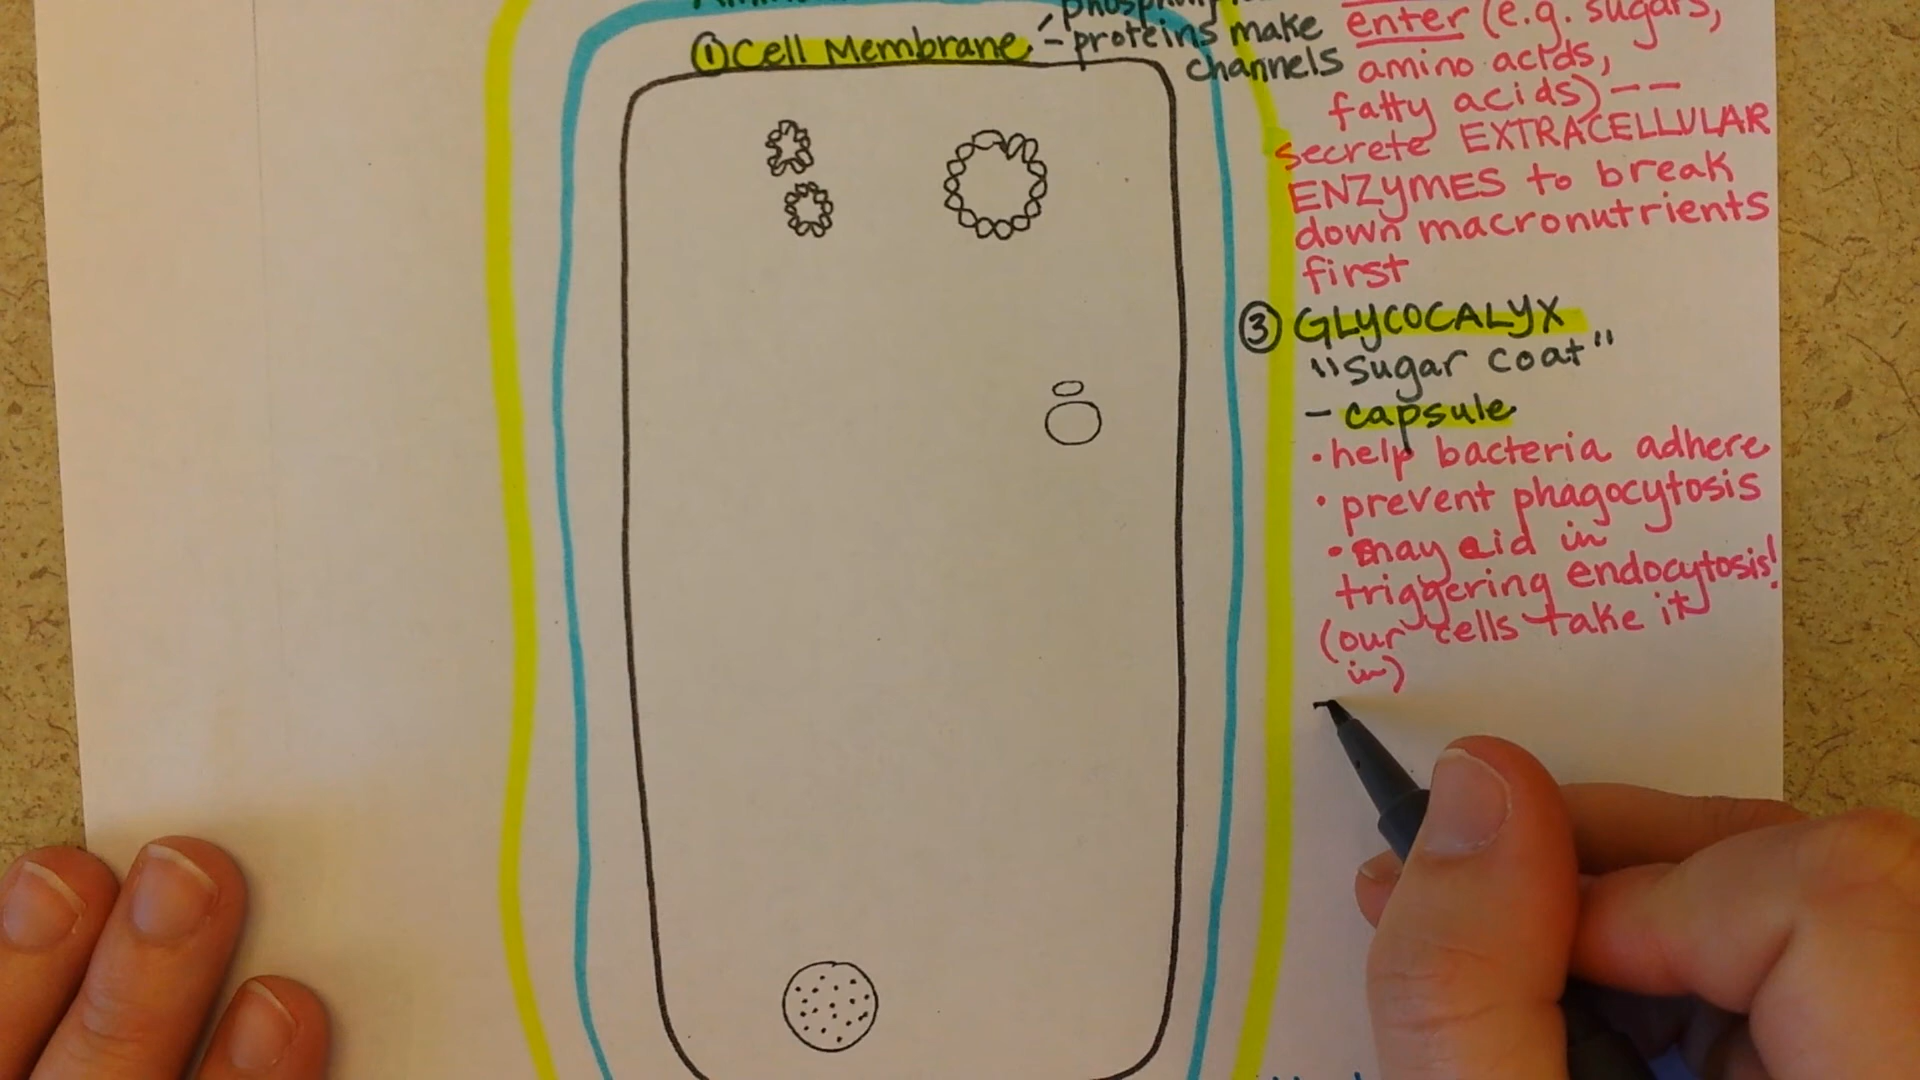 ① Cell Membrane
- proteins make
channels
enter (e.g. sugars,
amino acids,
fatty acids) --
secrete EXTRACELLULAR
ENZYMES to break
down macronutrients
first
③ GLYCOCALYX
"sugar coat"
- capsule
• help bacteria adhere
• prevent phagocytosis
• may aid in
triggering endocytosis!
(our cells take it
in)